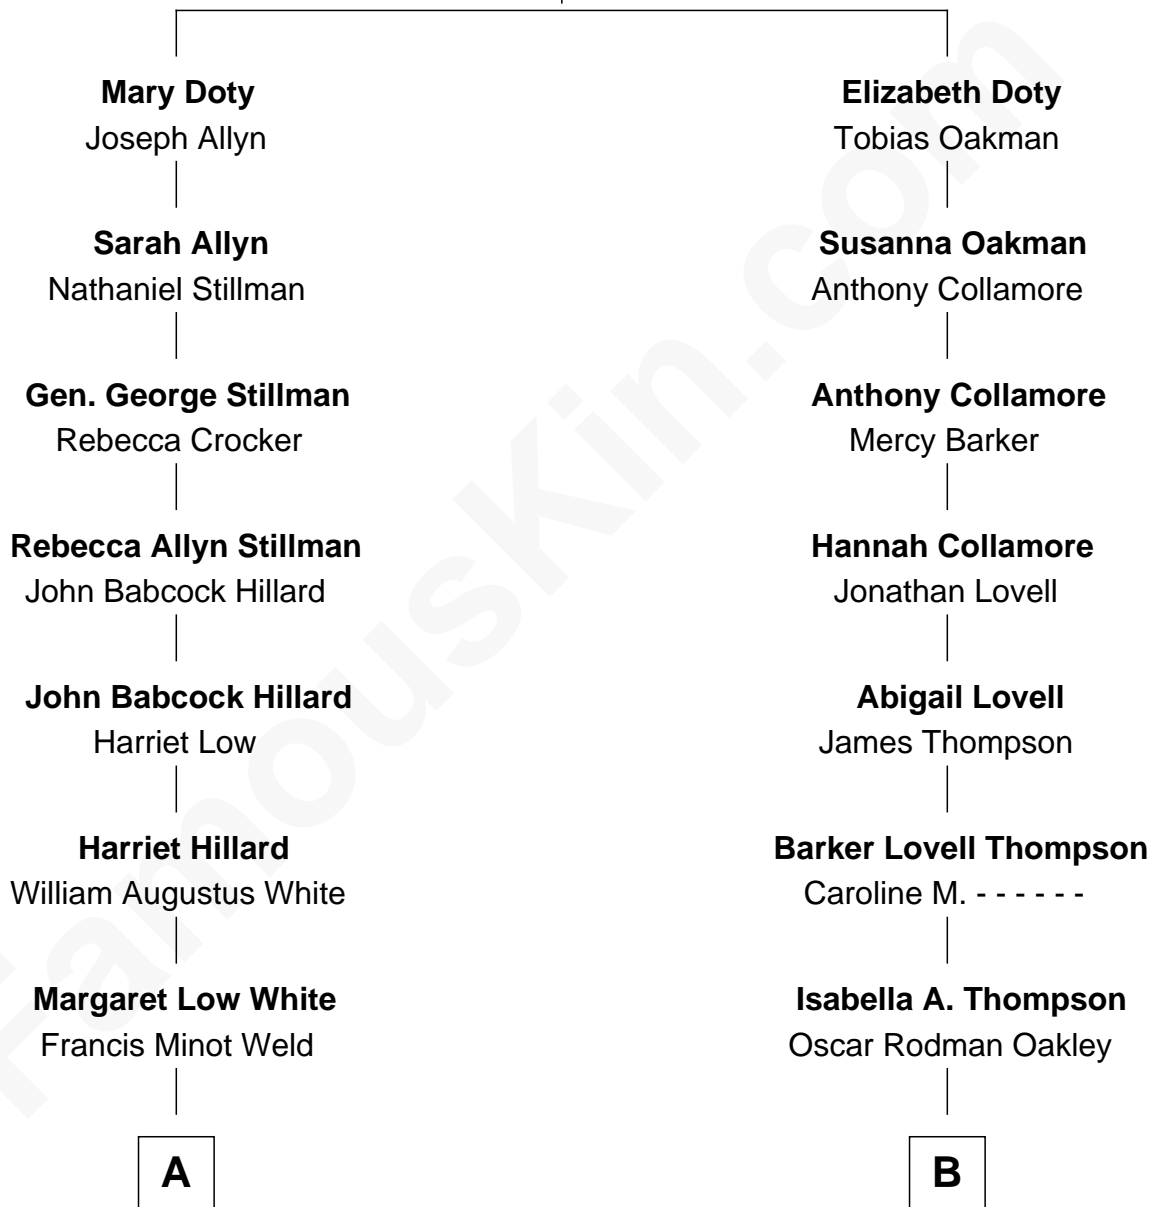 Mary Doty
Joseph Allyn
Sarah Allyn
Nathaniel Stillman
Gen. George Stillman
Rebecca Crocker
Rebecca Allyn Stillman
John Babcock Hillard
John Babcock Hillard
Harriet Low
Harriet Hillard
William Augustus White
Margaret Low White
Francis Minot Weld
A
Elizabeth Doty
Tobias Oakman
Susanna Oakman
Anthony Collamore
Anthony Collamore
Mercy Barker
Hannah Collamore
Jonathan Lovell
Abigail Lovell
James Thompson
Barker Lovell Thompson
Caroline M. - - - - - -
Isabella A. Thompson
Oscar Rodman Oakley
B
FamousKin.com